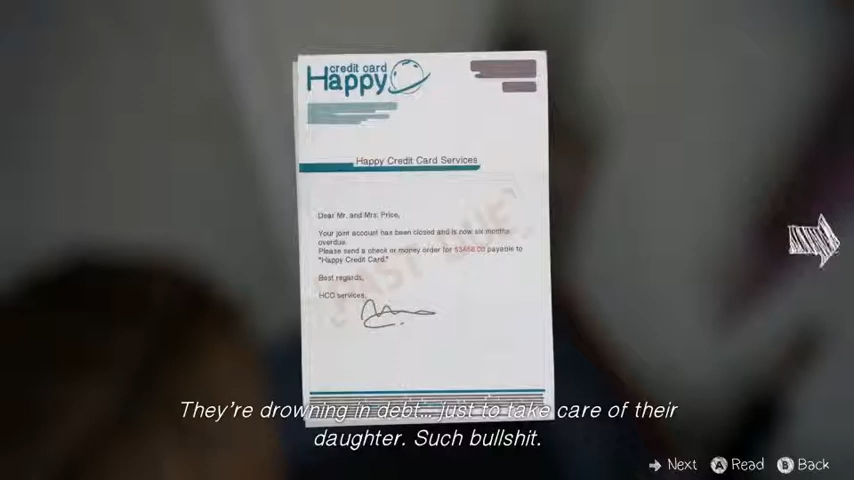 credit card
Happy
Happy Credit Card Services
Dear Mr. and Mrs. Price,
Your joint account has been closed and is now six months
overdue.
Please send a check or money order for payable to
"Happy Credit Card."
Best regards,
HCC services.
PAST DUE
They're drowning in debt... just to take care of their
daughter. Such bullshit.
Next A Read B Back